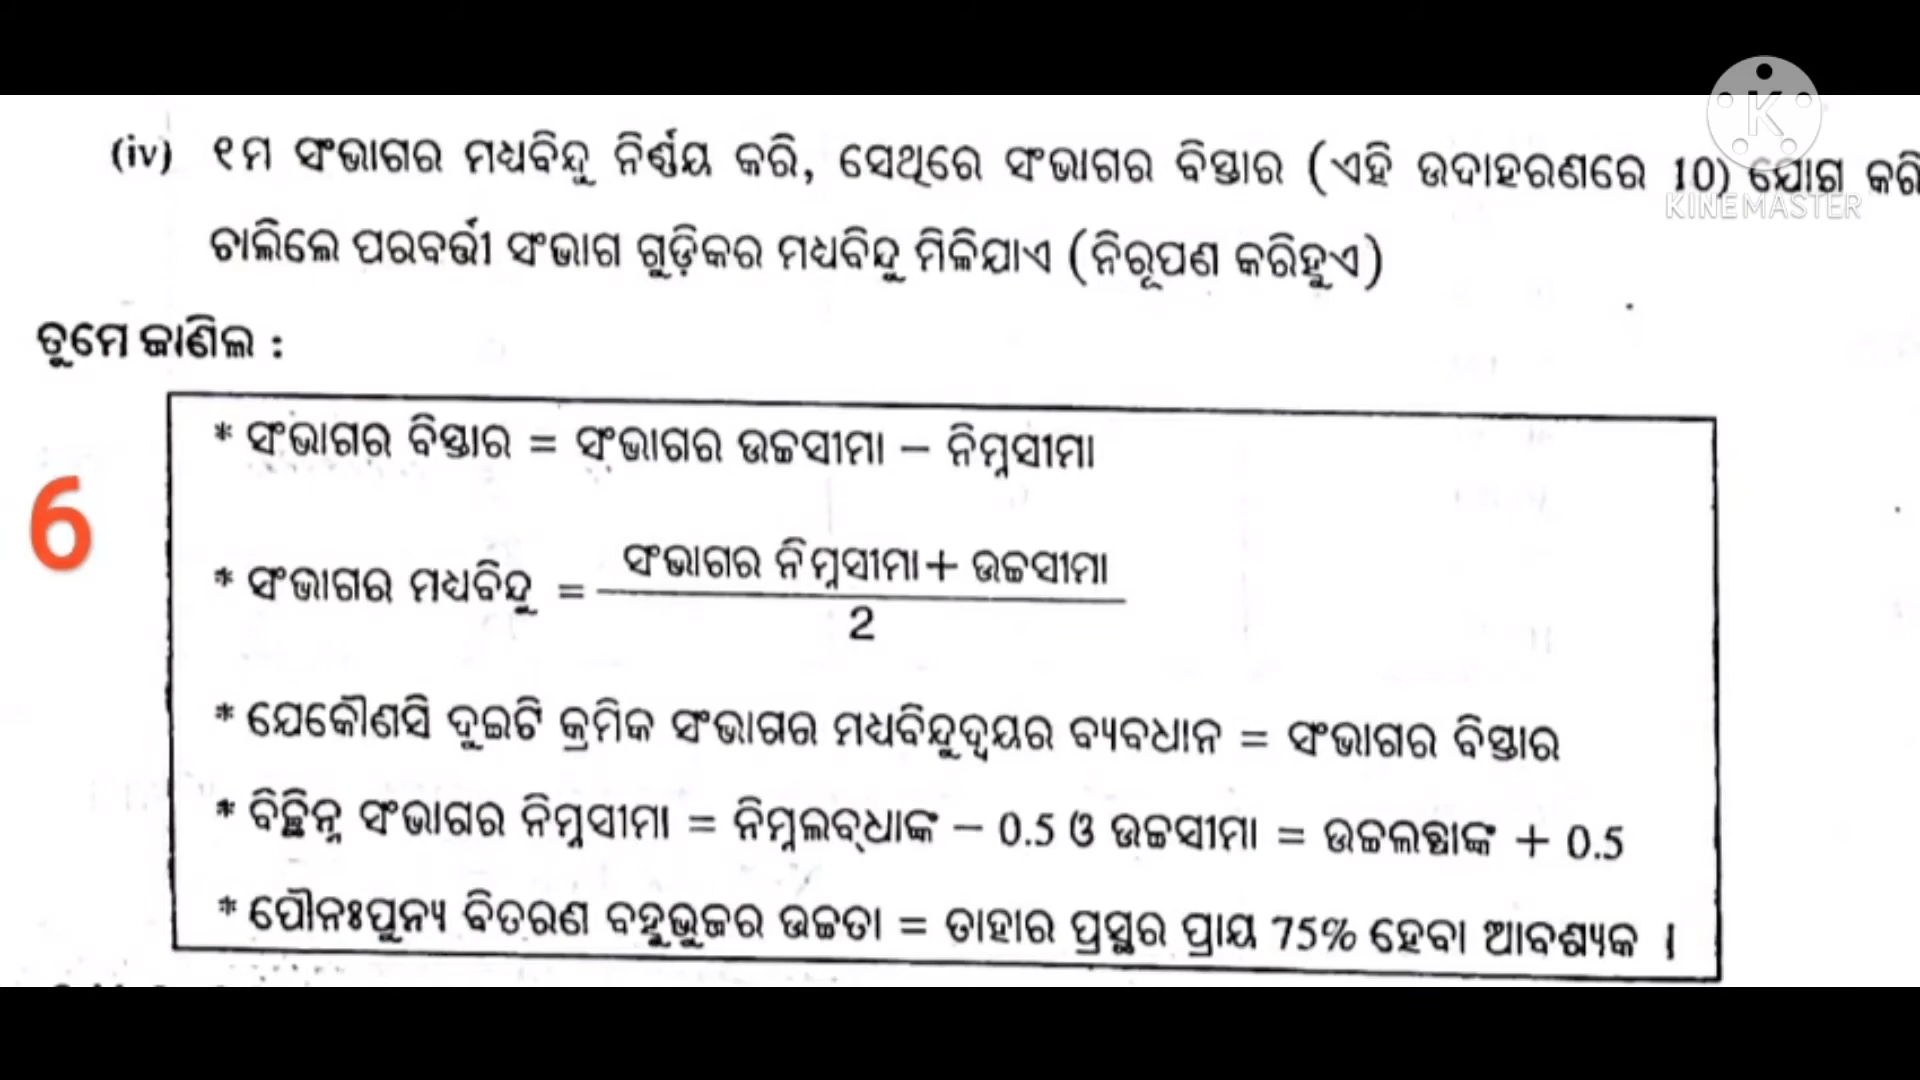 (iv) ୧ମ ସଂଭାଗର ମଧ୍ୟବିନ୍ଦୁ ନିର୍ଣ୍ଣୟ କରି, ସେଥିରେ ସଂଭାଗର ବିସ୍ତାର (ଏହି ଉଦାହରଣରେ 10) ଯୋଗ କରି
ଚାଲିଲେ ପରବର୍ତ୍ତୀ ସଂଭାଗ ଗୁଡ଼ିକର ମଧ୍ୟବିନ୍ଦୁ ମିଳିଯାଏ (ନିରୂପଣ କରିହୁଏ)
ତୁମେ ଜାଣିଲ :
* ସଂଭାଗର ବିସ୍ତାର = ସଂଭାଗର ଉଚ୍ଚସୀମା – ନିମ୍ନସୀମା
6
* ସଂଭାଗର ମଧ୍ୟବିନ୍ଦୁ = ସଂଭାଗର ନିମ୍ନସୀମା + ଉଚ୍ଚସୀମା
2
* ଯେକୌଣସି ଦୁଇଟି କ୍ରମିକ ସଂଭାଗର ମଧ୍ୟବିନ୍ଦୁଦ୍ୱୟର ବ୍ୟବଧାନ = ସଂଭାଗର ବିସ୍ତାର
* ବିଚ୍ଛିନ୍ନ ସଂଭାଗର ନିମ୍ନସୀମା = ନିମ୍ନଲବ୍‌ଧାଙ୍କ – 0.5 ଓ ଉଚ୍ଚସୀମା = ଉଚ୍ଚଲବ୍ଧାଙ୍କ + 0.5
* ପୌନଃପୁନ୍ୟ ବିତରଣ ବହୁଭୁଜର ଉଚ୍ଚତା = ତାହାର ପ୍ରସ୍ଥର ପ୍ରାୟ 75% ହେବା ଆବଶ୍ୟକ ।
K
KINEMASTER